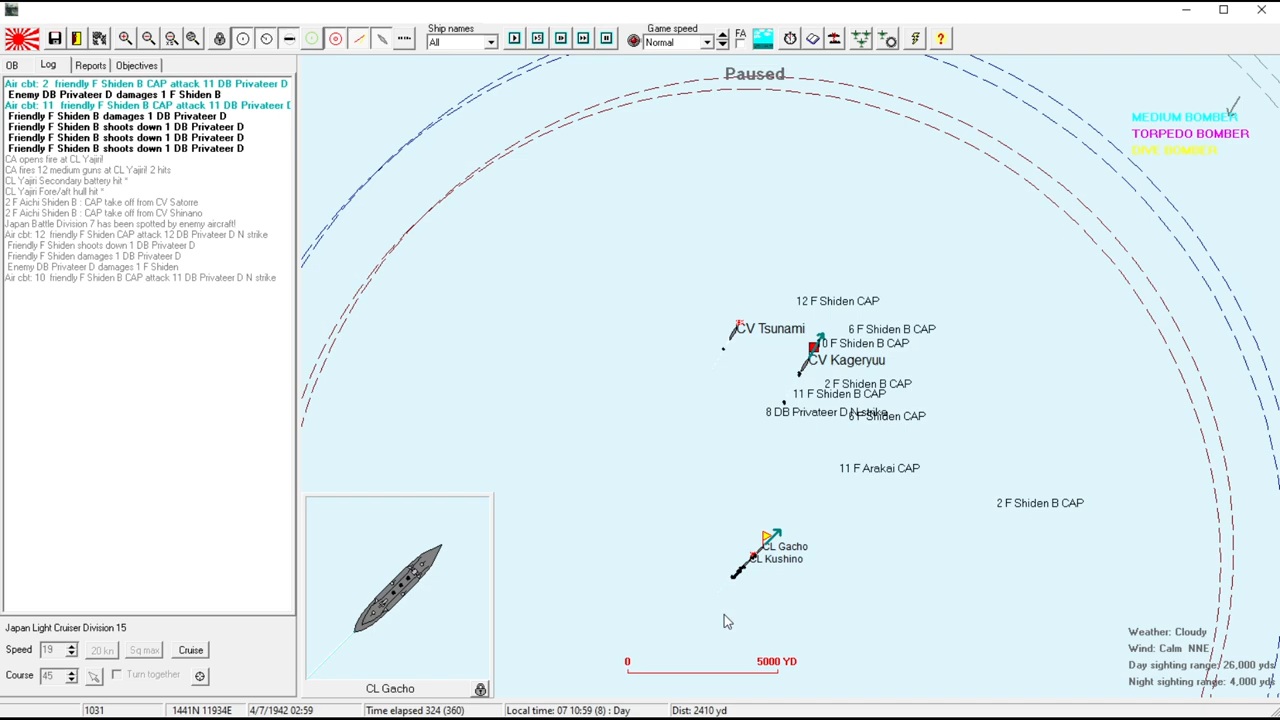 Ship names
Game speed
All
Normal
FA
OB
Log
Reports
Objectives
Paused
Air cbt: 2 friendly F Shiden B CAP attack 11 DB Privateer D
Enemy DB Privateer D damages 1 F Shiden B
Air cbt: 11 friendly F Shiden B CAP attack 11 DB Privateer D
Friendly F Shiden B damages 1 DB Privateer D
Friendly F Shiden B shoots down 1 DB Privateer D
Friendly F Shiden B shoots down 1 DB Privateer D
Friendly F Shiden B shoots down 1 DB Privateer D
CA opens fire at CL Yajiri!
CA fires 12 medium guns at CL Yajiri! 2 hits
CL Yajiri Secondary battery hit *
CL Yajiri Fore/aft hull hit *
2 F Aichi Shiden B : CAP take off from CV Satorre
2 F Aichi Shiden B : CAP take off from CV Shinano
Japan Battle Division 7 has been spotted by enemy aircraft!
Air cbt: 12 friendly F Shiden CAP attack 12 DB Privateer D N strike
Friendly F Shiden shoots down 1 DB Privateer D
Friendly F Shiden damages 1 DB Privateer D
Enemy DB Privateer D damages 1 F Shiden
Air cbt: 10 friendly F Shiden B CAP attack 11 DB Privateer D N strike
MEDIUM BOMBER
TORPEDO BOMBER
DIVE BOMBER
12 F Shiden CAP
CV Tsunami
6 F Shiden B CAP
10 F Shiden B CAP
CV Kageryuu
2 F Shiden B CAP
11 F Shiden B CAP
8 DB Privateer D N strike
6 F Shiden CAP
11 F Arakai CAP
2 F Shiden B CAP
CL Gacho
CL Kushino
Japan Light Cruiser Division 15
Speed 19 20 kn Sq max Cruise
Course 45 Turn together
CL Gacho
0 5000 YD
Weather: Cloudy
Wind: Calm NNE
Day sighting range: 26,000 yds
Night sighting range: 4,000 yds
1031 1441N 11934E 4/7/1942 02:59 Time elapsed 324 (360) Local time: 07 10:59 (8) : Day Dist: 2410 yd